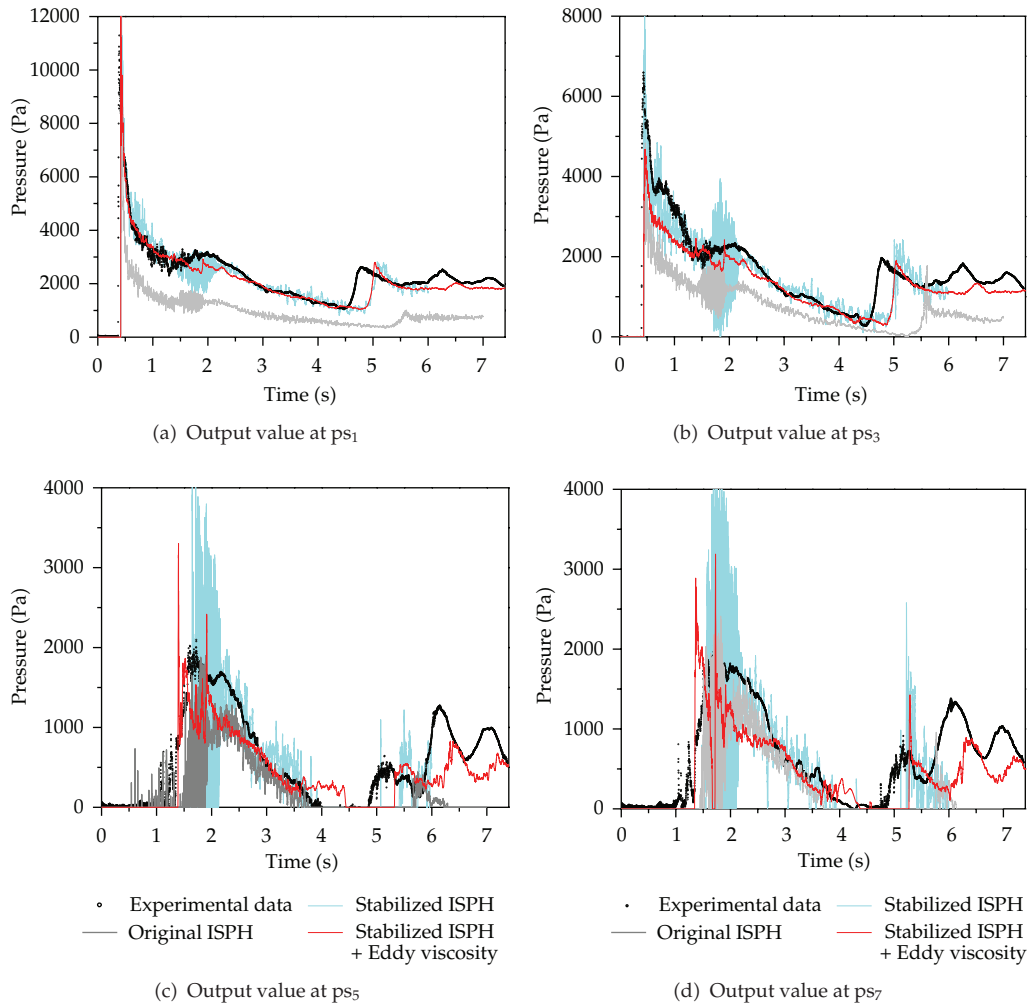 12000
10000
8000
6000
4000
2000
0
Pressure (Pa)
0 1 2 3 4 5 6 7
Time (s)
(a) Output value at ps₁
8000
6000
4000
2000
0
Pressure (Pa)
0 1 2 3 4 5 6 7
Time (s)
(b) Output value at ps₃
4000
3000
2000
1000
0
Pressure (Pa)
0 1 2 3 4 5 6 7
Time (s)
Experimental data
Original ISPH
Stabilized ISPH
Stabilized ISPH
+ Eddy viscosity
(c) Output value at ps₅
4000
3000
2000
1000
0
Pressure (Pa)
0 1 2 3 4 5 6 7
Time (s)
Experimental data
Original ISPH
Stabilized ISPH
Stabilized ISPH
+ Eddy viscosity
(d) Output value at ps₇